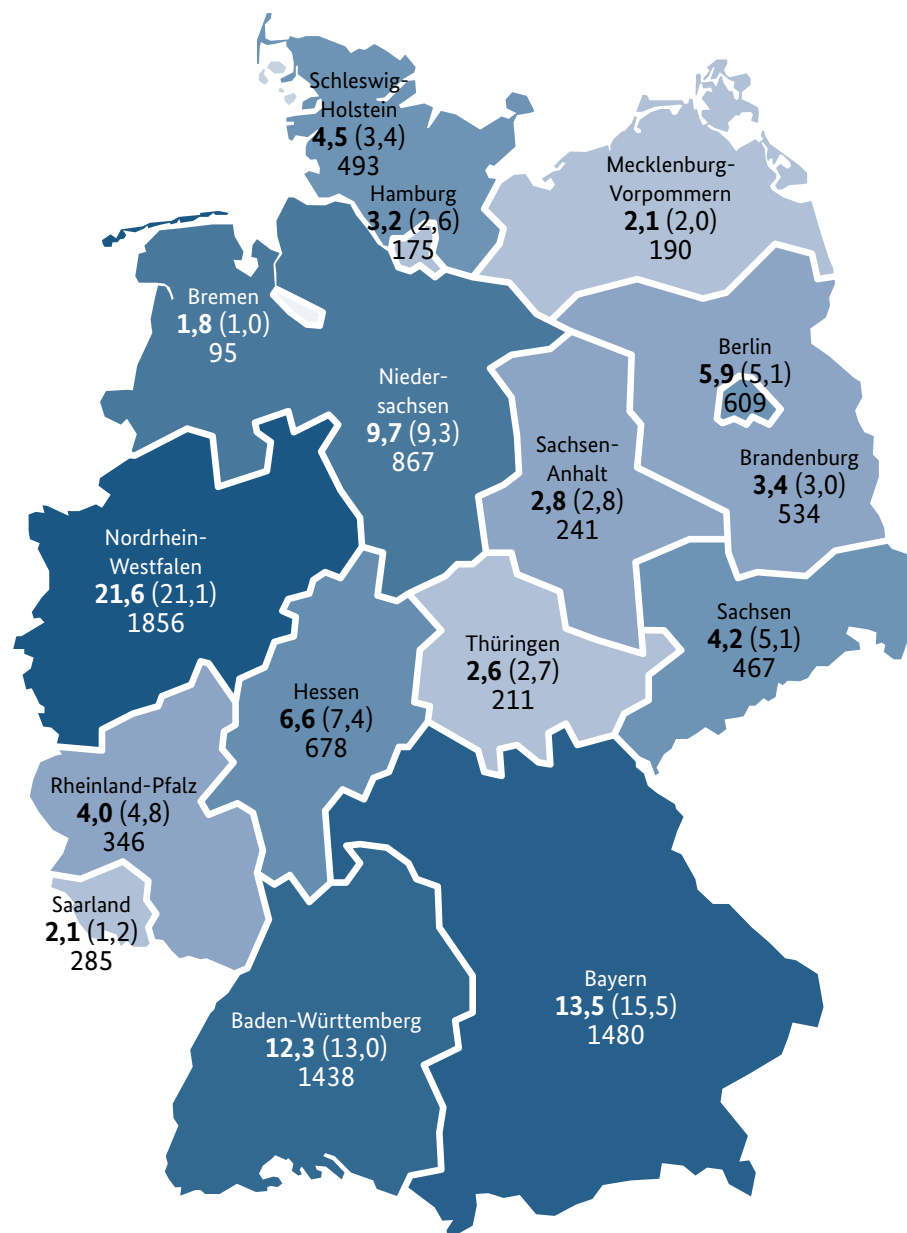 Schleswig-
Holstein
4,5 (3,4)
493
Hamburg
3,2 (2,6)
175
Mecklenburg-
Vorpommern
2,1 (2,0)
190
Bremen
1,8 (1,0)
95
Nieder-
sachsen
9,7 (9,3)
867
Berlin
5,9 (5,1)
609
Sachsen-
Anhalt
2,8 (2,8)
241
Brandenburg
3,4 (3,0)
534
Nordrhein-
Westfalen
21,6 (21,1)
1856
Sachsen
4,2 (5,1)
467
Thüringen
2,6 (2,7)
211
Hessen
6,6 (7,4)
678
Rheinland-Pfalz
4,0 (4,8)
346
Saarland
2,1 (1,2)
285
Bayern
13,5 (15,5)
1480
Baden-Württemberg
12,3 (13,0)
1438